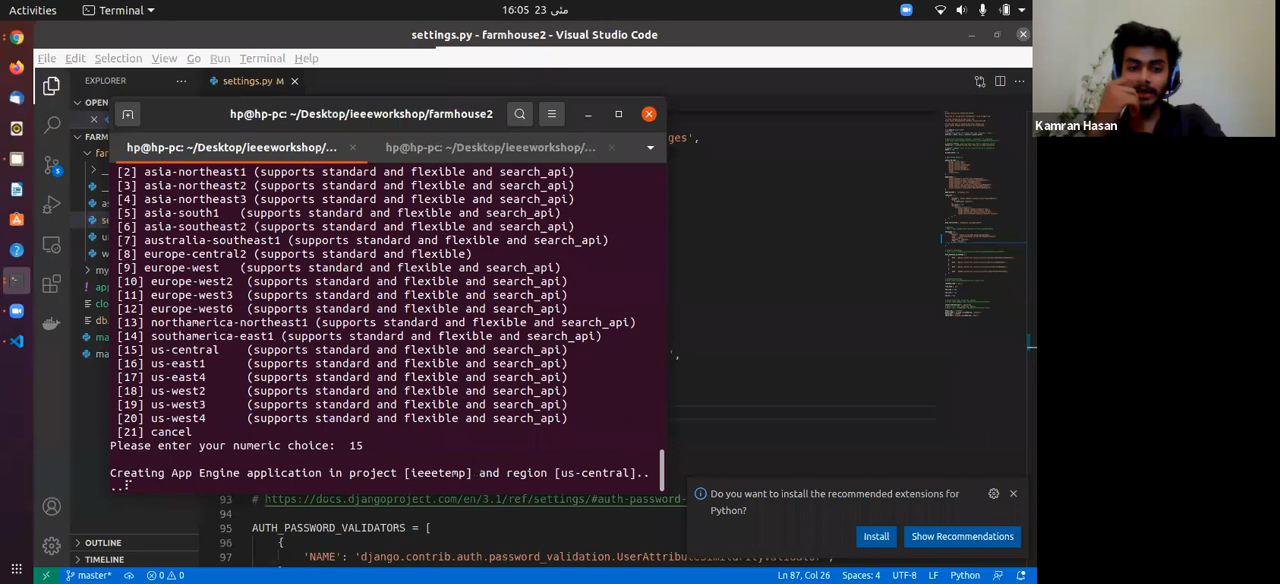 Activities
Terminal
16:05 23 مئی
settings.py - farmhouse2 - Visual Studio Code
File Edit Selection View Go Run Terminal Help
EXPLORER
settings.py M
OPEN
hp@hp-pc: ~/Desktop/ieeeworkshop/farmhouse2
Kamran Hasan
FARM
hp@hp-pc: ~/Desktop/ieeeworkshop/...
hp@hp-pc: ~/Desktop/ieeeworkshop/...
[2] asia-northeast1 (supports standard and flexible and search_api)
[3] asia-northeast2 (supports standard and flexible and search_api)
[4] asia-northeast3 (supports standard and flexible and search_api)
[5] asia-south1 (supports standard and flexible and search_api)
[6] asia-southeast2 (supports standard and flexible and search_api)
[7] australia-southeast1 (supports standard and flexible and search_api)
[8] europe-central2 (supports standard and flexible)
[9] europe-west (supports standard and flexible and search_api)
[10] europe-west2 (supports standard and flexible and search_api)
[11] europe-west3 (supports standard and flexible and search_api)
[12] europe-west6 (supports standard and flexible and search_api)
[13] northamerica-northeast1 (supports standard and flexible and search_api)
[14] southamerica-east1 (supports standard and flexible and search_api)
[15] us-central (supports standard and flexible and search_api)
[16] us-east1 (supports standard and flexible and search_api)
[17] us-east4 (supports standard and flexible and search_api)
[18] us-west2 (supports standard and flexible and search_api)
[19] us-west3 (supports standard and flexible and search_api)
[20] us-west4 (supports standard and flexible and search_api)
[21] cancel
Please enter your numeric choice: 15
Creating App Engine application in project [ieeetemp] and region [us-central]..
..
93 # https://docs.djangoproject.com/en/3.1/ref/settings/#auth-password-
94
95 AUTH_PASSWORD_VALIDATORS = [
96 {
97 'NAME': 'django.contrib.auth.password_validation.UserAttributeSimilarityValidator',
Do you want to install the recommended extensions for
Python?
Install
Show Recommendations
OUTLINE
TIMELINE
master* 0 0 Ln 87, Col 26 Spaces: 4 UTF-8 LF Python